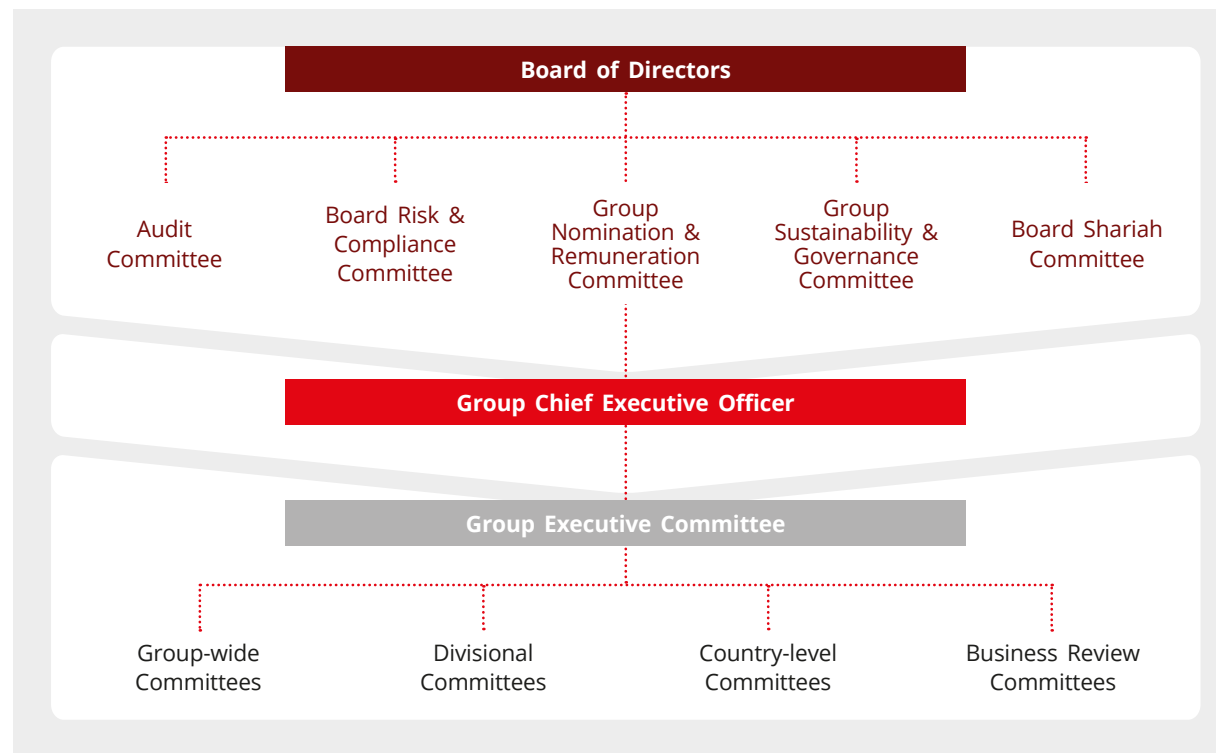 Board of Directors
Audit
Committee
Board Risk &
Compliance
Committee
Group
Nomination &
Remuneration
Committee
Group
Sustainability &
Governance
Committee
Board Shariah
Committee
Group Chief Executive Officer
Group Executive Committee
Group-wide
Committees
Divisional
Committees
Country-level
Committees
Business Review
Committees